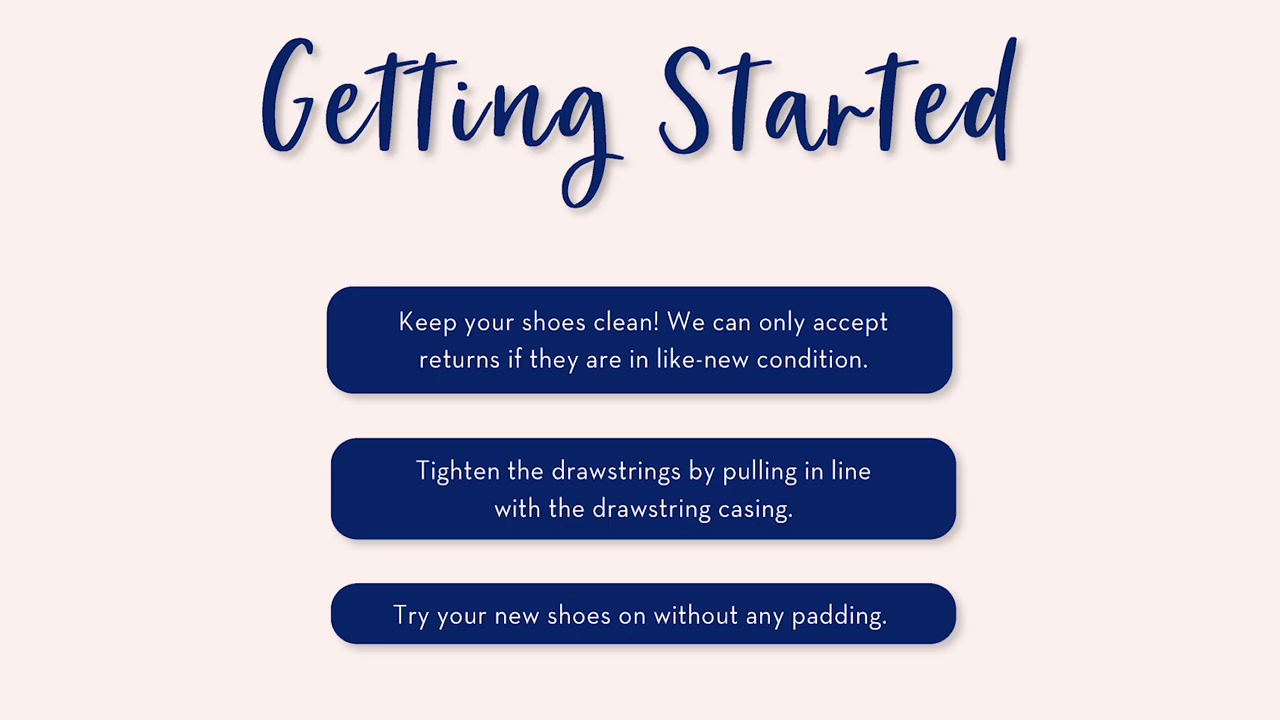 Getting Started
Keep your shoes clean! We can only accept
returns if they are in like-new condition.
Tighten the drawstrings by pulling in line
with the drawstring casing.
Try your new shoes on without any padding.